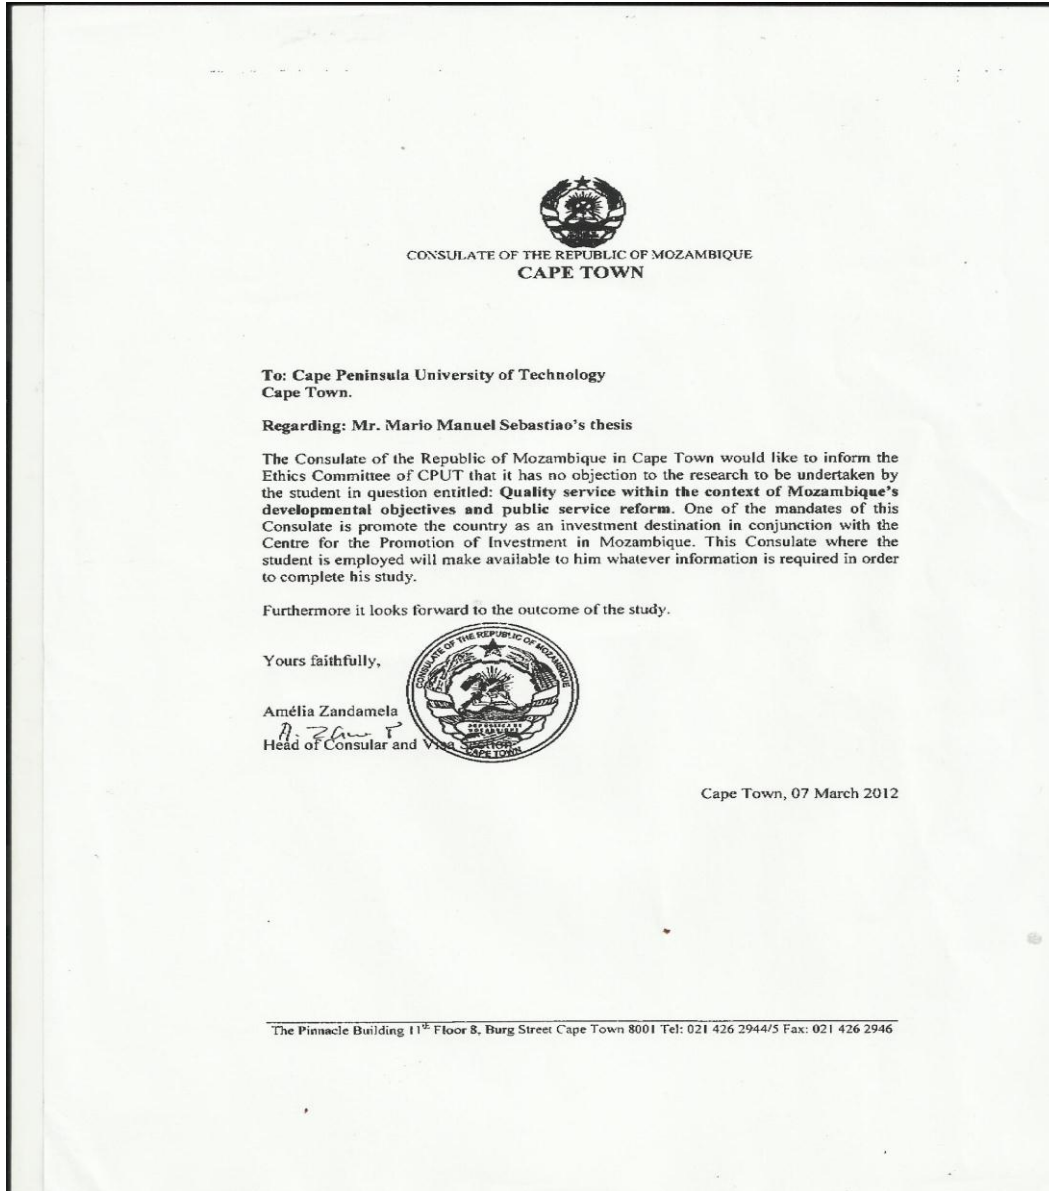 CONSULATE OF THE REPUBLIC OF MOZAMBIQUE
CAPE TOWN
To: Cape Peninsula University of Technology
Cape Town.
Regarding: Mr. Mario Manuel Sebastiao's thesis
The Consulate of the Republic of Mozambique in Cape Town would like to inform the
Ethics Committee of CPUT that it has no objection to the research to be undertaken by
the student in question entitled: Quality service within the context of Mozambique's
developmental objectives and public service reform. One of the mandates of this
Consulate is promote the country as an investment destination in conjunction with the
Centre for the Promotion of Investment in Mozambique. This Consulate where the
student is employed will make available to him whatever information is required in order
to complete his study.
Furthermore it looks forward to the outcome of the study.
Yours faithfully,
CONSULATE OF THE REPUBLIC OF MOZAMBIQUE
CAPE TOWN
Amélia Zandamela
Head of Consular and Visa Section
Cape Town, 07 March 2012
The Pinnacle Building 11th Floor 8, Burg Street Cape Town 8001 Tel: 021 426 2944/5 Fax: 021 426 2946